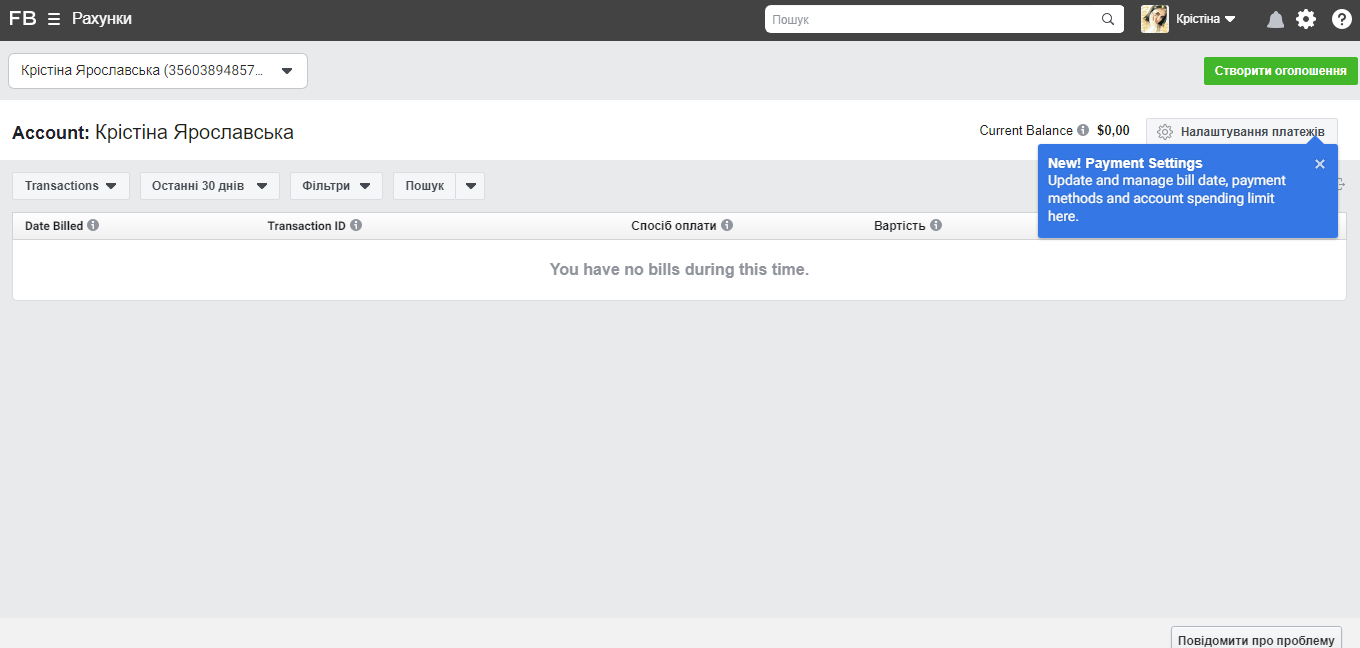 FB Рахунки
Пошук
Крістіна
Крістіна Ярославська (35603894857...
Створити оголошення
Account: Крістіна Ярославська
Current Balance $0,00
Налаштування платежів
New! Payment Settings
Update and manage bill date, payment
methods and account spending limit
here.
Transactions
Останні 30 днів
Фільтри
Пошук
Date Billed
Transaction ID
Спосіб оплати
Вартість
You have no bills during this time.
Повідомити про проблему